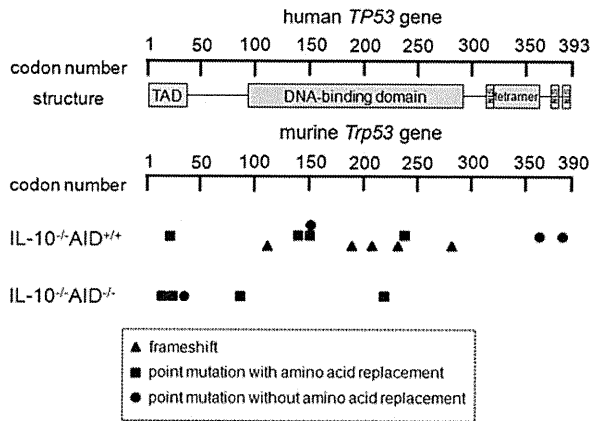 human TP53 gene
1 50 100 150 200 250 300 350 393
codon number
structure TAD DNA-binding domain tetramer
murine Trp53 gene
1 50 100 150 200 250 300 350 390
codon number
IL-10-/-AID+/+
IL-10-/-AID-/-
▲ frameshift
■ point mutation with amino acid replacement
● point mutation without amino acid replacement